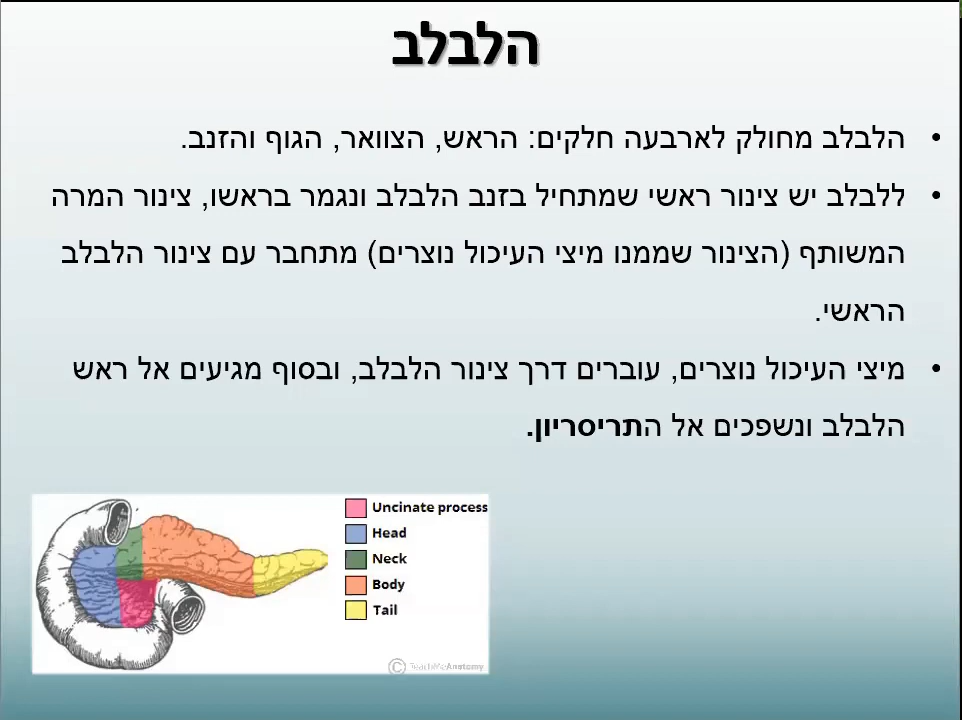 הלבלב
• הלבלב מחולק לארבעה חלקים: הראש, הצוואר, הגוף והזנב.
• ללבלב יש צינור ראשי שמתחיל בזנב הלבלב ונגמר בראשו, צינור המרה
המשותף (הצינור שממנו מיצי העיכול נוצרים) מתחבר עם צינור הלבלב
הראשי.
• מיצי העיכול נוצרים, עוברים דרך צינור הלבלב, ובסוף מגיעים אל ראש
הלבלב ונשפכים אל התריסריון.
Uncinate process
Head
Neck
Body
Tail
© TeachMeAnatomy